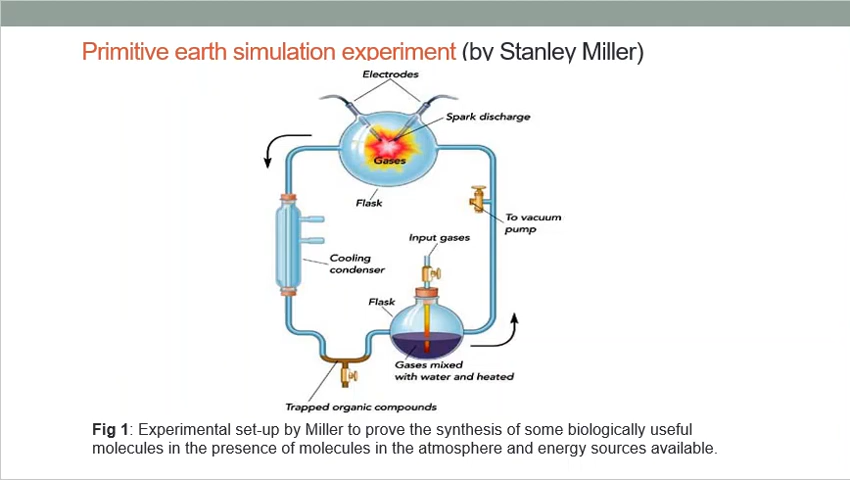 Primitive earth simulation experiment (by Stanley Miller)
Electrodes
Spark discharge
Gases
Flask
To vacuum
pump
Input gases
Cooling
condenser
Flask
Gases mixed
with water and heated
Trapped organic compounds
Fig 1: Experimental set-up by Miller to prove the synthesis of some biologically useful
molecules in the presence of molecules in the atmosphere and energy sources available.